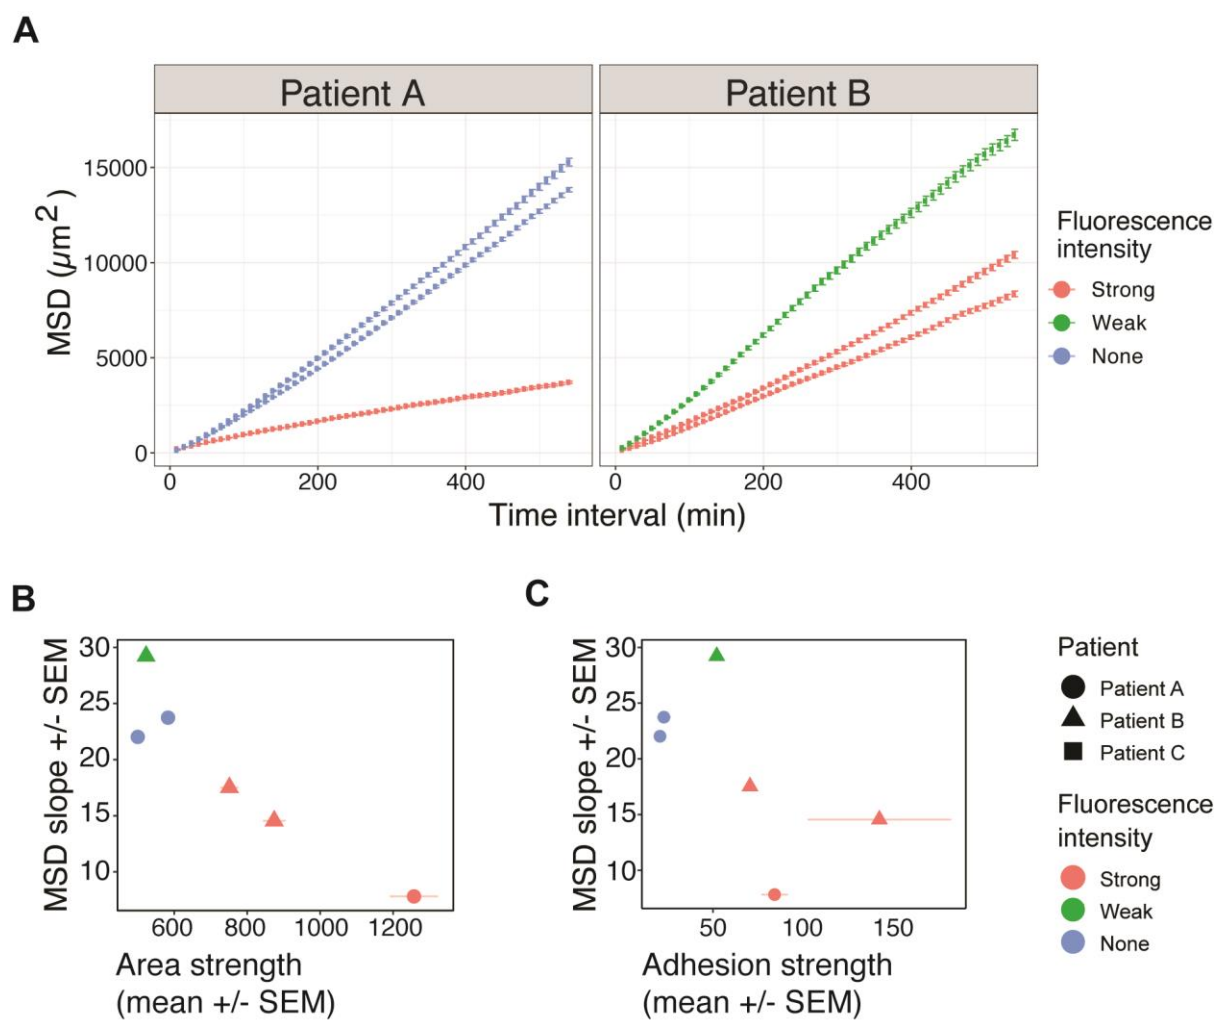 A
Patient A
Patient B
MSD (µm²)
15000
10000
5000
0
0
200
400
0
200
400
Time interval (min)
Fluorescence
intensity
Strong
Weak
None
B
MSD slope +/- SEM
30
25
20
15
10
600
800
1000
1200
Area strength
(mean +/- SEM)
C
MSD slope +/- SEM
30
25
20
15
10
50
100
150
Adhesion strength
(mean +/- SEM)
Patient
Patient A
Patient B
Patient C
Fluorescence
intensity
Strong
Weak
None